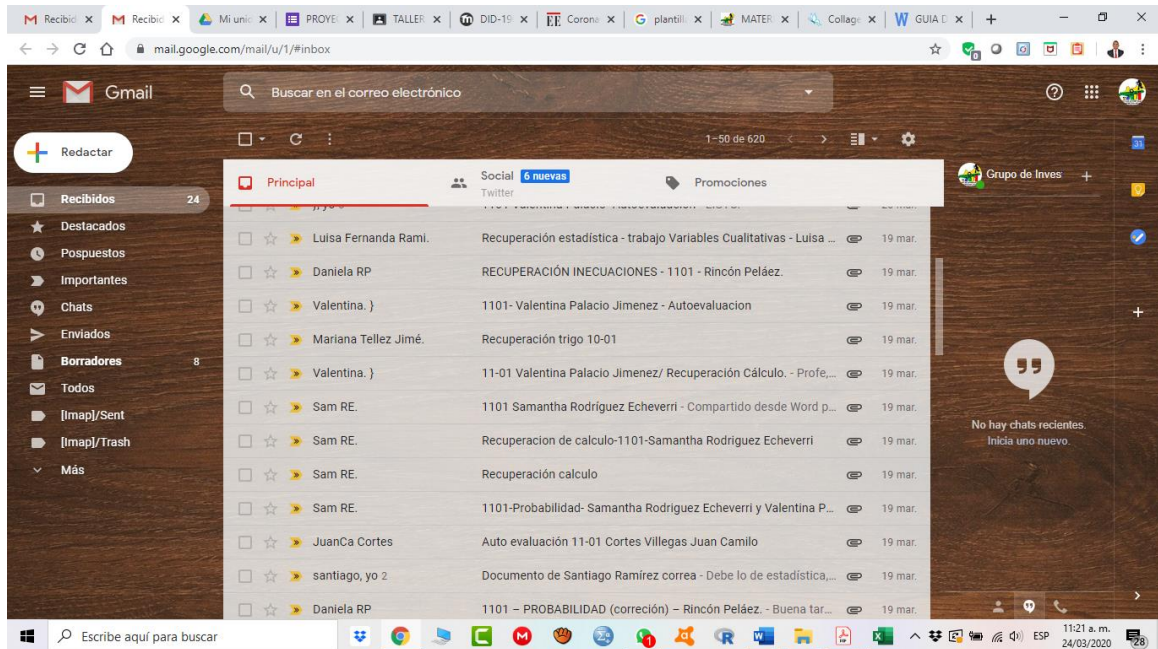 Recibid
Recibid
Mi unic
PROYEC
TALLER
DID-19
Corona
plantill
MATER
Collage
GUIA D
mail.google.com/mail/u/1/#inbox
Gmail
Buscar en el correo electrónico
1–50 de 620
Redactar
Principal
Social 6 nuevas
Twitter
Promociones
Grupo de Inves
Recibidos 24
Destacados
Pospuestos
Importantes
Chats
Enviados
Borradores 8
Todos
[Imap]/Sent
[Imap]/Trash
Más
Luisa Fernanda Rami. Recuperación estadística - trabajo Variables Cualitativas - Luisa ... 19 mar.
Daniela RP RECUPERACIÓN INECUACIONES - 1101 - Rincón Peláez. 19 mar.
Valentina. } 1101- Valentina Palacio Jimenez - Autoevaluacion 19 mar.
Mariana Tellez Jimé. Recuperación trigo 10-01 19 mar.
Valentina. } 11-01 Valentina Palacio Jimenez/ Recuperación Cálculo. - Profe,... 19 mar.
Sam RE. 1101 Samantha Rodríguez Echeverri - Compartido desde Word p... 19 mar.
Sam RE. Recuperacion de calculo-1101-Samantha Rodriguez Echeverri 19 mar.
Sam RE. Recuperación calculo 19 mar.
Sam RE. 1101-Probabilidad- Samantha Rodriguez Echeverri y Valentina P... 19 mar.
JuanCa Cortes Auto evaluación 11-01 Cortes Villegas Juan Camilo 19 mar.
santiago, yo 2 Documento de Santiago Ramírez correa - Debe lo de estadística,... 19 mar.
Daniela RP 1101 – PROBABILIDAD (correción) – Rincón Peláez. - Buena tar... 19 mar.
No hay chats recientes.
Inicia uno nuevo.
Escribe aquí para buscar
ESP
11:21 a. m.
24/03/2020
28